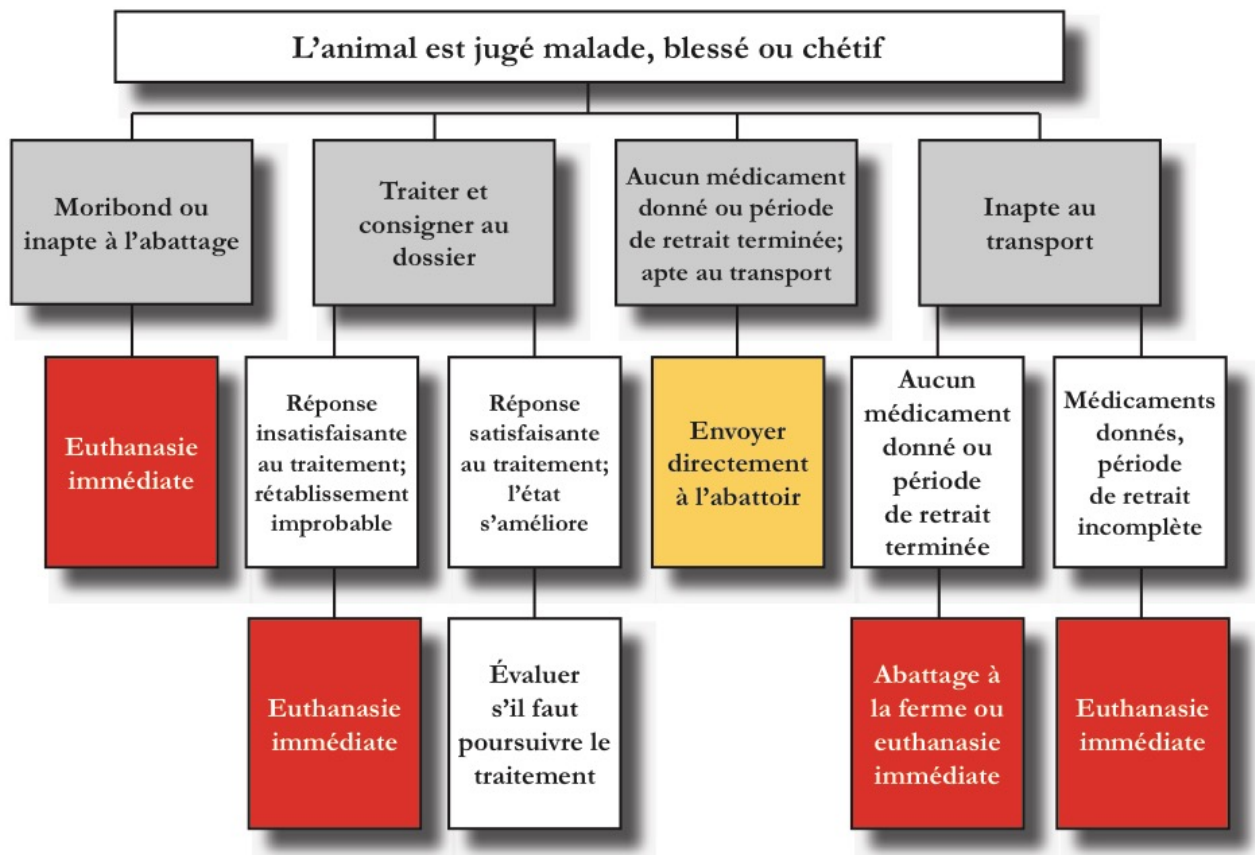 L’animal est jugé malade, blessé ou chétif
Moribond ou
inapte à l’abattage
Traiter et
consigner au
dossier
Aucun médicament
donné ou période
de retrait terminée;
apte au transport
Inapte au
transport
Euthanasie
immédiate
Réponse
insatisfaisante
au traitement;
rétablissement
improbable
Réponse
satisfaisante
au traitement;
l’état
s’améliore
Envoyer
directement
à l’abattoir
Aucun
médicament
donné ou
période
de retrait
terminée
Médicaments
donnés,
période
de retrait
incomplète
Euthanasie
immédiate
Évaluer
s’il faut
poursuivre le
traitement
Abattage à
la ferme ou
euthanasie
immédiate
Euthanasie
immédiate